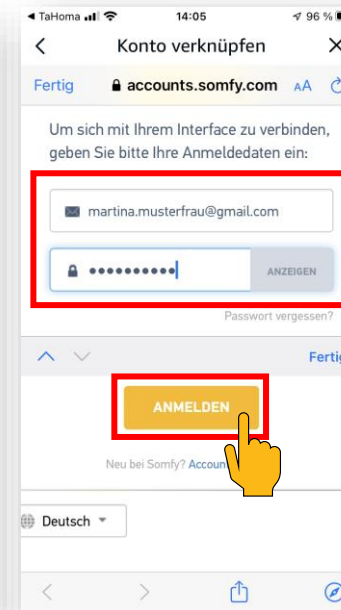 TaHoma 14:05 96 %
Konto verknüpfen
Fertig accounts.somfy.com AA
Um sich mit Ihrem Interface zu verbinden,
geben Sie bitte Ihre Anmeldedaten ein:
martina.musterfrau@gmail.com
●●●●●●●●●● ANZEIGEN
Passwort vergessen?
Fertig
ANMELDEN
Neu bei Somfy?
Deutsch